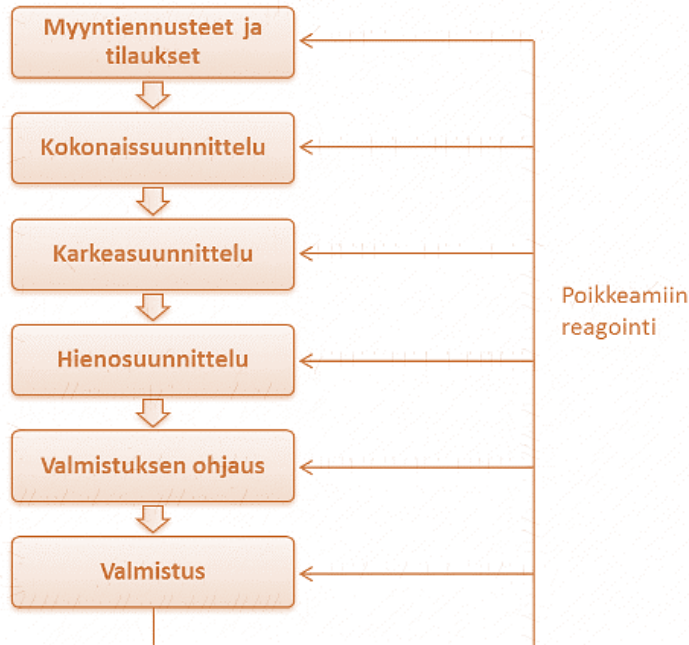 Myyntiennusteet ja
tilaukset
Kokonaissuunnittelu
Karkeasuunnittelu
Poikkeamiin
reagointi
Hienosuunnittelu
Valmistuksen ohjaus
Valmistus